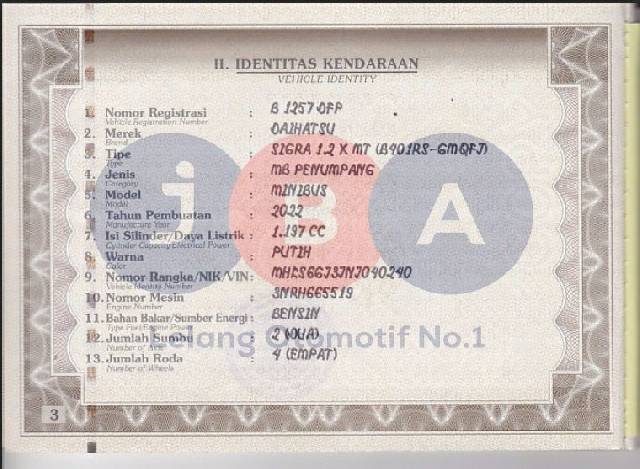 II. IDENTITAS KENDARAAN
VEHICLE IDENTITY
1. Nomor Registrasi : B 1257 DFP
Vehicle Registration Number
2. Merek : DAIHATSU
Brand
3. Tipe : SIGRA 1.2 X MT (B401RS-GMQFJ)
Type
4. Jenis : MB PENUMPANG
Category
5. Model : MINIBUS
Model
6. Tahun Pembuatan : 2022
Manufacture Year
7. Isi Silinder/Daya Listrik : 1.197 CC
Cylinder Capacity/Electrical Power
8. Warna : PUTIH
Color
9. Nomor Rangka/NIK/VIN:
Vehicle Identity Number
10. Nomor Mesin : 3NRH665519
Engine Number
11. Bahan Bakar/Sumber Energi : BENSIN
Type Fuel/Engine Power
12. Jumlah Sumbu : 2 (DUA)
Number of Axle
13. Jumlah Roda : 4 (EMPAT)
Number of Wheels
iBA
Lelang Otomotif No.1
3